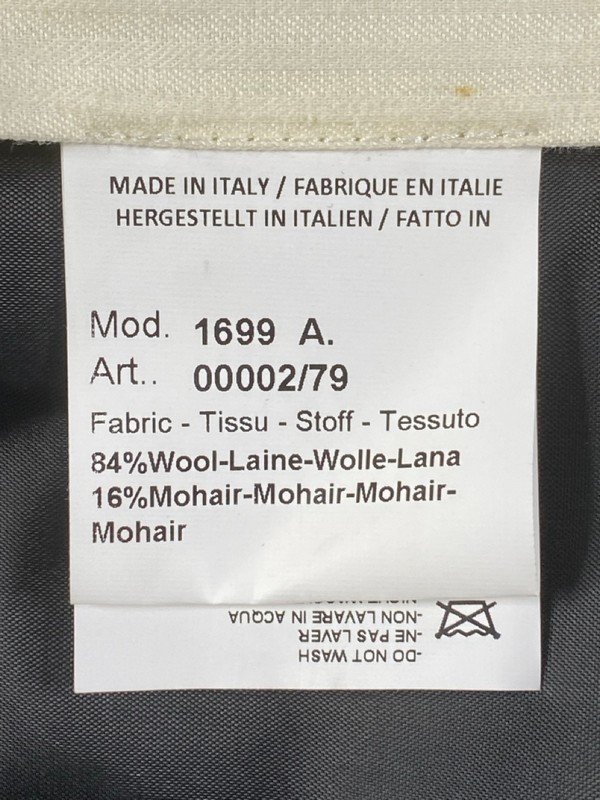 MADE IN ITALY / FABRIQUE EN ITALIE
HERGESTELLT IN ITALIEN / FATTO IN
Mod. 1699 A.
Art.. 00002/79
Fabric - Tissu - Stoff - Tessuto
84%Wool-Laine-Wolle-Lana
16%Mohair-Mohair-Mohair-
Mohair
-DO NOT WASH
-NE PAS LAVER
-NON LAVARE IN ACQUA